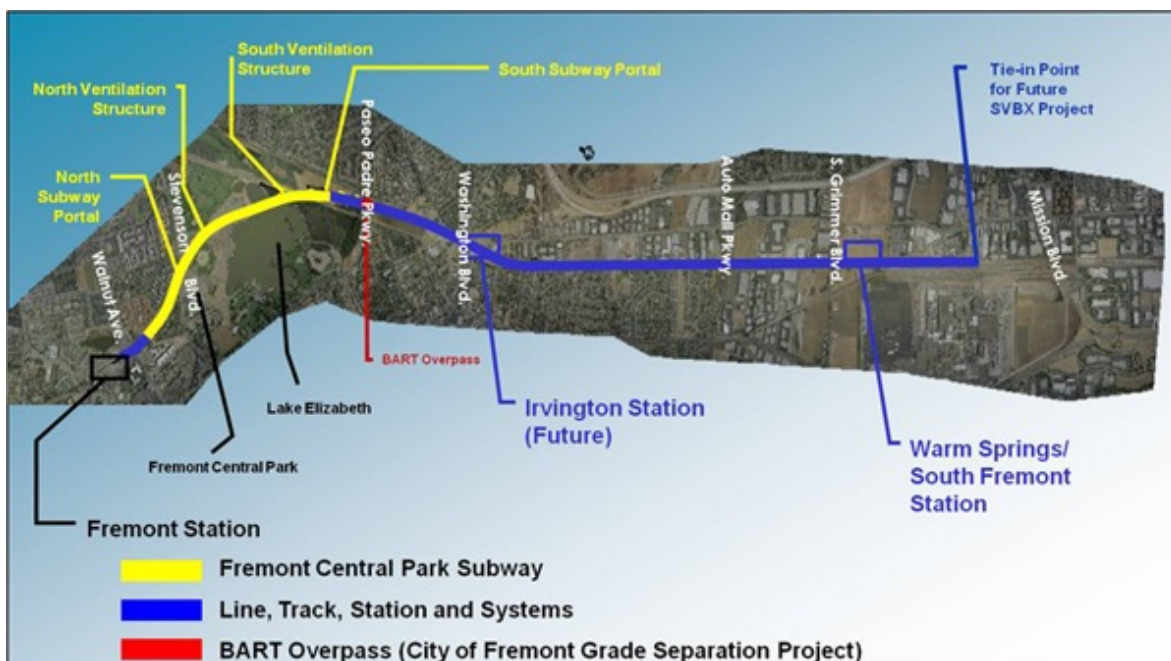 South Ventilation
Structure
South Subway Portal
North Ventilation
Structure
Tie-in Point
for Future
SVBX Project
North
Subway
Portal
Stevenson Blvd
Walnut Ave.
Paseo Padre Pkwy.
Washington Blvd.
Auto Mall Pkwy
S. Grimmer Blvd.
Mission Blvd.
BART Overpass
Lake Elizabeth
Fremont Central Park
Irvington Station
(Future)
Warm Springs/
South Fremont
Station
Fremont Station
Fremont Central Park Subway
Line, Track, Station and Systems
BART Overpass (City of Fremont Grade Separation Project)